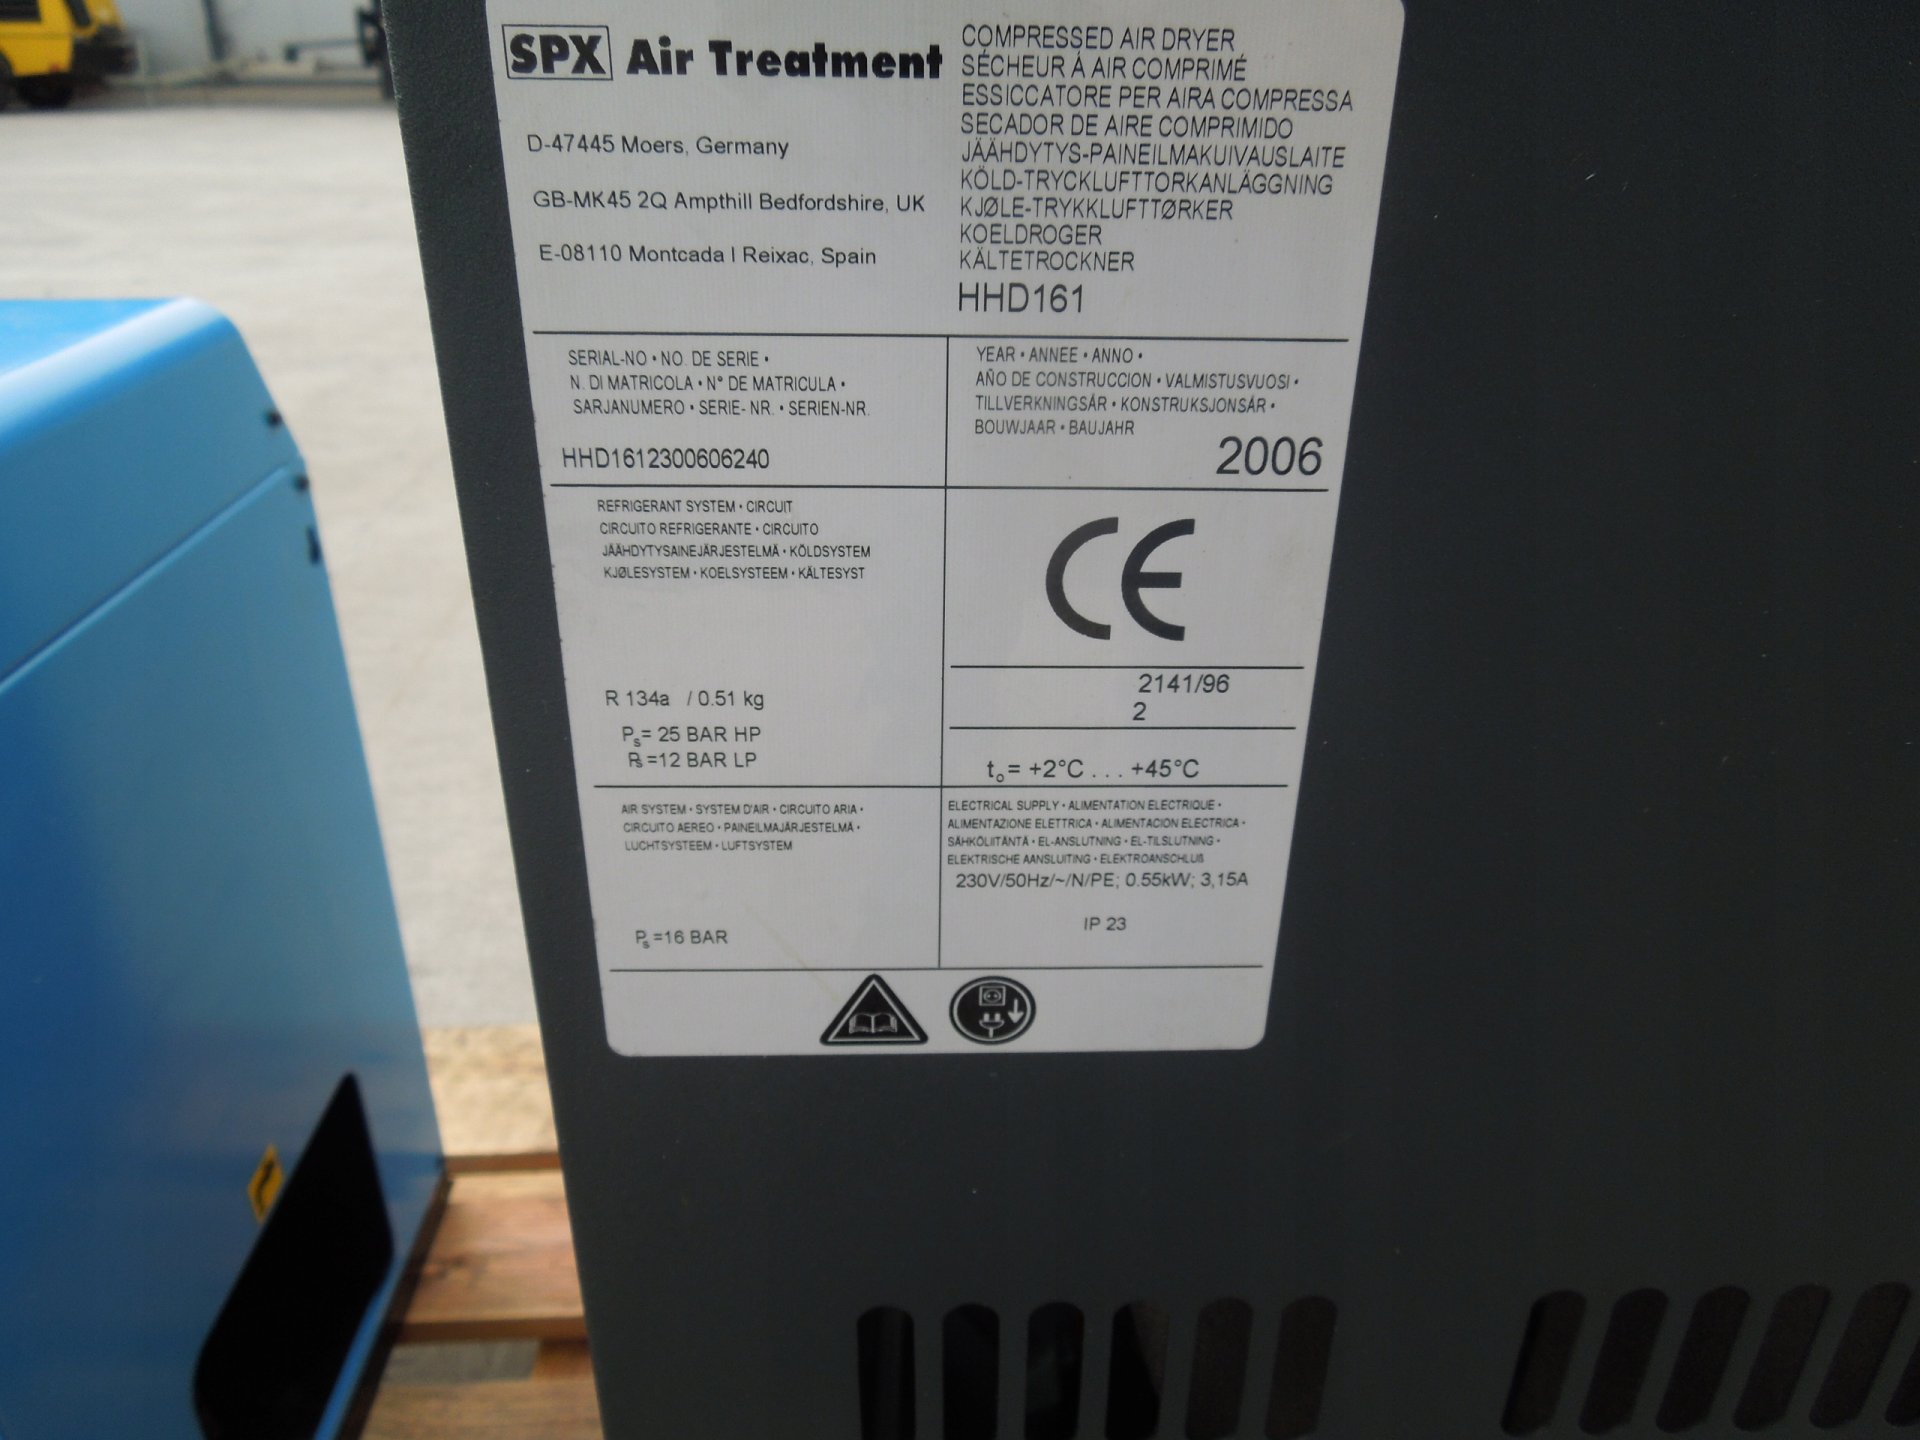 SPX Air Treatment
D-47445 Moers, Germany
GB-MK45 2Q Ampthill Bedfordshire, UK
E-08110 Montcada I Reixac, Spain
COMPRESSED AIR DRYER
SÉCHEUR Á AIR COMPRIMÉ
ESSICCATORE PER AIRA COMPRESSA
SECADOR DE AIRE COMPRIMIDO
JÄÄHDYTYS-PAINEILMAKUIVAUSLAITE
KÖLD-TRYCKLUFTTORKANLÄGGNING
KJØLE-TRYKKLUFTTØRKER
KOELDROGER
KÄLTETROCKNER
HHD161
SERIAL-NO • NO. DE SERIE •
N. DI MATRICOLA • N° DE MATRICULA •
SARJANUMERO • SERIE- NR. • SERIEN-NR.
HHD1612300606240
YEAR • ANNEE • ANNO •
AÑO DE CONSTRUCCION • VALMISTUSVUOSI •
TILLVERKNINGSÅR • KONSTRUKSJONSÅR •
BOUWJAAR • BAUJAHR
2006
REFRIGERANT SYSTEM • CIRCUIT
CIRCUITO REFRIGERANTE • CIRCUITO
JÄÄHDYTYSAINEJÄRJESTELMÄ • KÖLDSYSTEM
KJØLESYSTEM • KOELSYSTEEM • KÄLTESYST
R 134a / 0.51 kg
Ps= 25 BAR HP
Ps=12 BAR LP
CE
2141/96
2
to= +2°C . . . +45°C
AIR SYSTEM • SYSTEM D'AIR • CIRCUITO ARIA •
CIRCUITO AEREO • PAINEILMAJÄRJESTELMÄ •
LUCHTSYSTEEM • LUFTSYSTEM
Ps=16 BAR
ELECTRICAL SUPPLY • ALIMENTATION ELECTRIQUE •
ALIMENTAZIONE ELETTRICA • ALIMENTACION ELECTRICA •
SÄHKÖLIITÄNTÄ • EL-ANSLUTNING • EL-TILSLUTNING •
ELEKTRISCHE AANSLUITING • ELEKTROANSCHLUß
230V/50Hz/~/N/PE; 0.55kW; 3,15A
IP 23